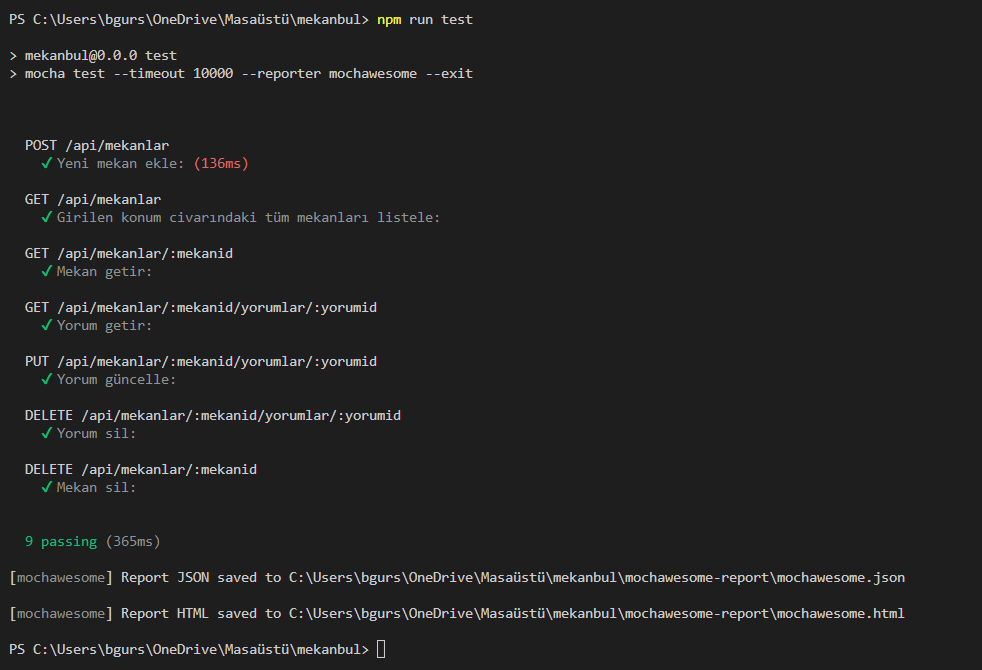 PS C:\Users\bgurs\OneDrive\Masaüstü\mekanbul> npm run test
> mekanbul@0.0.0 test
> mocha test --timeout 10000 --reporter mochawesome --exit
POST /api/mekanlar
✓ Yeni mekan ekle: (136ms)
GET /api/mekanlar
✓ Girilen konum civarındaki tüm mekanları listele:
GET /api/mekanlar/:mekanid
✓ Mekan getir:
GET /api/mekanlar/:mekanid/yorumlar/:yorumid
✓ Yorum getir:
PUT /api/mekanlar/:mekanid/yorumlar/:yorumid
✓ Yorum güncelle:
DELETE /api/mekanlar/:mekanid/yorumlar/:yorumid
✓ Yorum sil:
DELETE /api/mekanlar/:mekanid
✓ Mekan sil:
9 passing (365ms)
[mochawesome] Report JSON saved to C:\Users\bgurs\OneDrive\Masaüstü\mekanbul\mochawesome-report\mochawesome.json
[mochawesome] Report HTML saved to C:\Users\bgurs\OneDrive\Masaüstü\mekanbul\mochawesome-report\mochawesome.html
PS C:\Users\bgurs\OneDrive\Masaüstü\mekanbul>